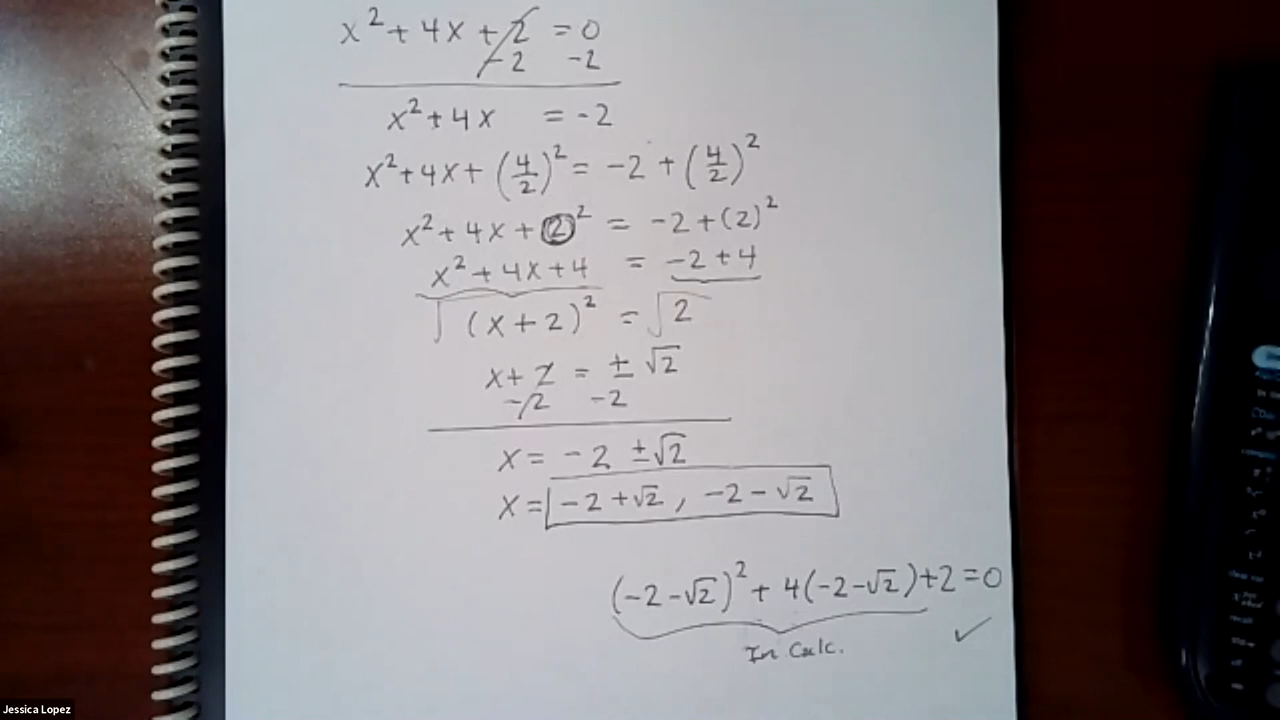 x² + 4x + 2 = 0
-2 -2
x² + 4x = -2
x² + 4x + (4/2)² = -2 + (4/2)²
x² + 4x + (2)² = -2 + (2)²
x² + 4x + 4 = -2 + 4
√(x + 2)² = √2
x + 2 = ± √2
-2 -2
x = -2 ± √2
x = -2 + √2, -2 - √2
(-2 - √2)² + 4(-2 - √2) + 2 = 0
In Calc. ✓
Jessica Lopez